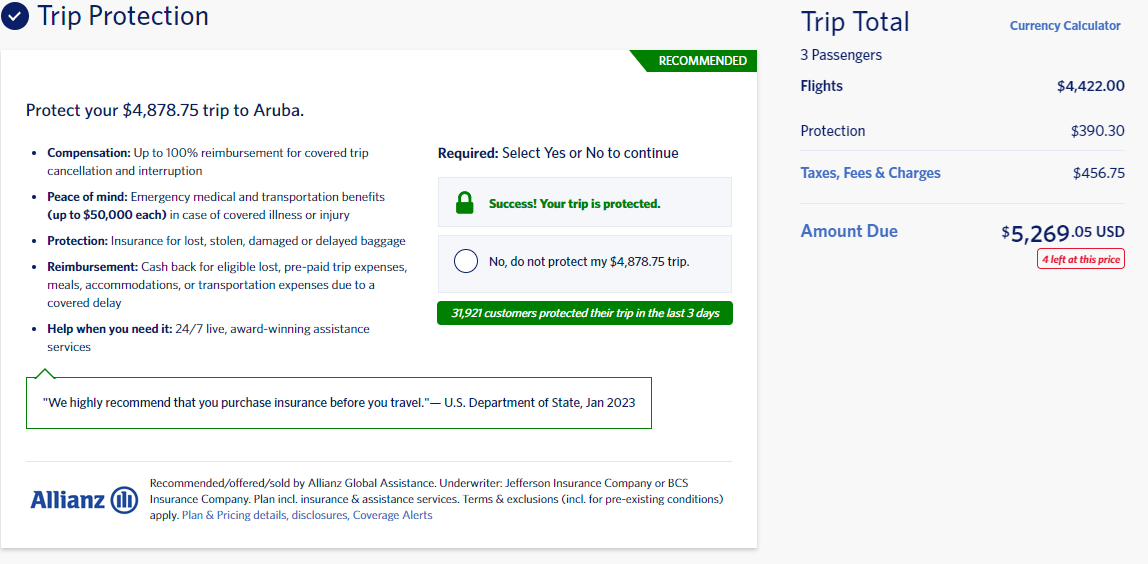 Trip Protection
RECOMMENDED
Protect your $4,878.75 trip to Aruba.
Compensation: Up to 100% reimbursement for covered trip
cancellation and interruption
Peace of mind: Emergency medical and transportation benefits
(up to $50,000 each) in case of covered illness or injury
Protection: Insurance for lost, stolen, damaged or delayed baggage
Reimbursement: Cash back for eligible lost, pre-paid trip expenses,
meals, accommodations, or transportation expenses due to a
covered delay
Help when you need it: 24/7 live, award-winning assistance
services
Required: Select Yes or No to continue
Success! Your trip is protected.
No, do not protect my $4,878.75 trip.
31,921 customers protected their trip in the last 3 days
"We highly recommend that you purchase insurance before you travel."— U.S. Department of State, Jan 2023
Allianz
Recommended/offered/sold by Allianz Global Assistance. Underwriter: Jefferson Insurance Company or BCS
Insurance Company. Plan incl. insurance & assistance services. Terms & exclusions (incl. for pre-existing conditions)
apply. Plan & Pricing details, disclosures, Coverage Alerts
Trip Total
Currency Calculator
3 Passengers
Flights $4,422.00
Protection $390.30
Taxes, Fees & Charges $456.75
Amount Due $5,269.05 USD
4 left at this price